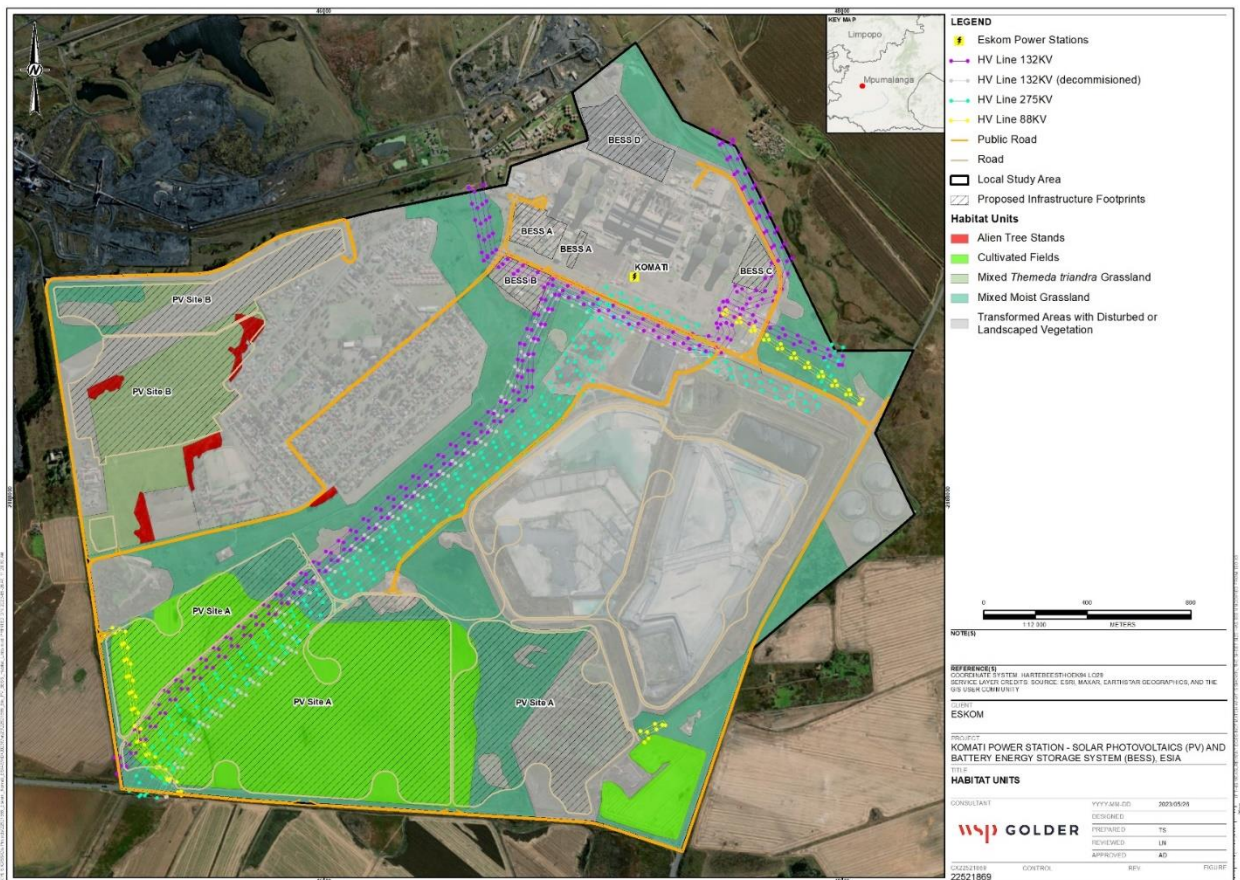 N
KEY MAP
Limpopo
Mpumalanga
BESS D
BESS A
BESS A
BESS B
BESS C
KOMATI
PV Site B
PV Site B
PV Site A
PV Site A
PV Site A
LEGEND
Eskom Power Stations
HV Line 132KV
HV Line 132KV (decommisioned)
HV Line 275KV
HV Line 88KV
Public Road
Road
Local Study Area
Proposed Infrastructure Footprints
Habitat Units
Alien Tree Stands
Cultivated Fields
Mixed Themeda triandra Grassland
Mixed Moist Grassland
Transformed Areas with Disturbed or
Landscaped Vegetation
0 400 800
1:12 000 METERS
NOTE(S)
REFERENCE(S)
COORDINATE SYSTEM: HARTEBEESTHOEK94 LO29
SERVICE LAYER CREDITS: SOURCE: ESRI, MAXAR, EARTHSTAR GEOGRAPHICS, AND THE
GIS USER COMMUNITY
CLIENT
ESKOM
PROJECT
KOMATI POWER STATION - SOLAR PHOTOVOLTAICS (PV) AND
BATTERY ENERGY STORAGE SYSTEM (BESS), ESIA
TITLE
HABITAT UNITS
CONSULTANT
wsp GOLDER
YYYY-MM-DD
DESIGNED
PREPARED TS
REVIEWED
APPROVED AD
CONTROL REV FIGURE
22521869